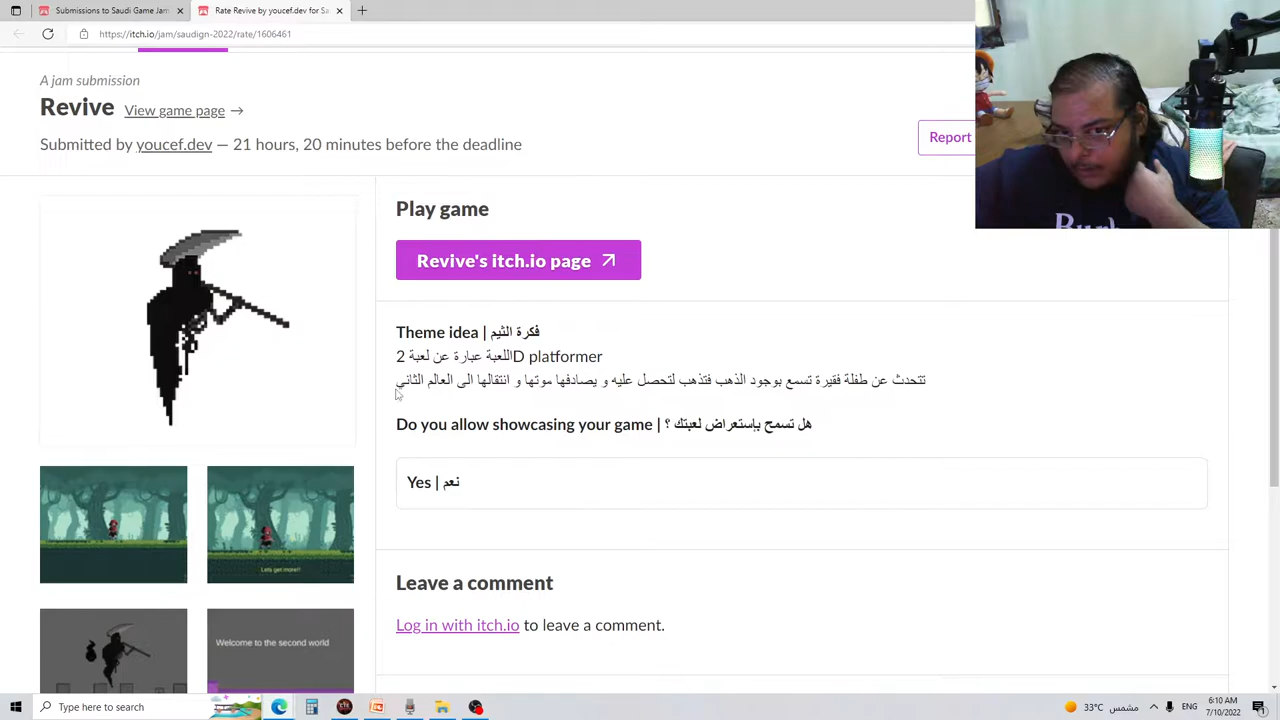 Submissions to Saudi Game Jam
Rate Revive by youcef.dev for Sa
https://itch.io/jam/saudign-2022/rate/1606461
A jam submission
Revive View game page →
Submitted by youcef.dev — 21 hours, 20 minutes before the deadline
Report
Play game
Revive's itch.io page
Theme idea | فكرة الثيم
اللعبة عبارة عن لعبة 2D platformer
تتحدث عن طفلة فقيرة تسمع بوجود الذهب فتذهب لتحصل عليه و يصادفها موتها و انتقالها الى العالم الثاني
Do you allow showcasing your game | هل تسمح بإستعراض لعبتك ؟
Yes | نعم
Lets get more!!
Leave a comment
Welcome to the second world
Log in with itch.io to leave a comment.
Type here to search
33°C مشمس
ENG
6:10 AM
7/10/2022